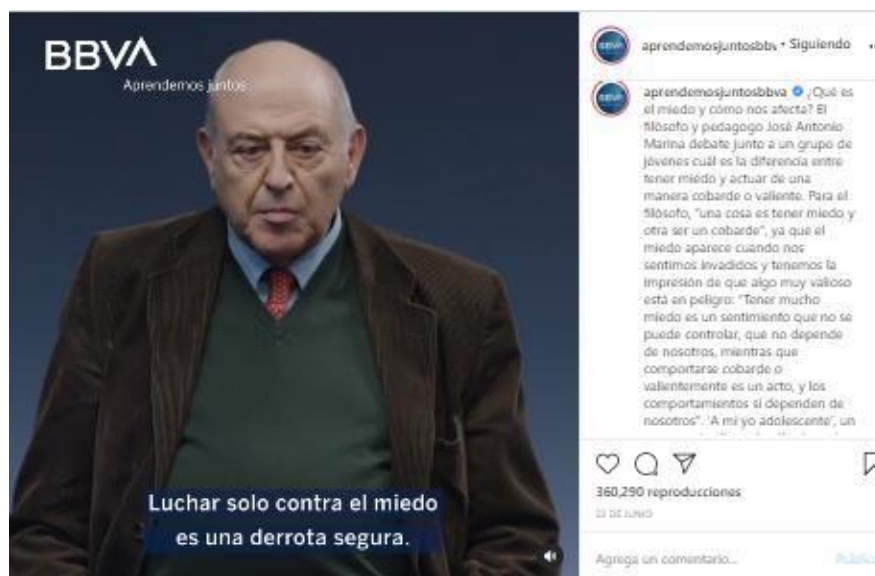 BBVA
Aprendemos juntos
aprendemosjuntosbbv • Siguiendo
aprendemosjuntosbbva ¿Qué es
el miedo y cómo nos afecta? El
filósofo y pedagogo José Antonio
Marina debate junto a un grupo de
jóvenes cuál es la diferencia entre
tener miedo y actuar de una
manera cobarde o valiente. Para el
filósofo, "una cosa es tener miedo y
otra ser un cobarde", ya que el
miedo aparece cuando nos
sentimos invadidos y tenemos la
impresión de que algo muy valioso
está en peligro: "Tener mucho
miedo es un sentimiento que no se
puede controlar, que no depende
de nosotros, mientras que
comportarse cobarde o
valientemente es un acto, y los
comportamientos sí dependen de
nosotros". 'A mi yo adolescente', un
Luchar solo contra el miedo
es una derrota segura.
360,290 reproducciones
22 DE JUNIO
Agrega un comentario...